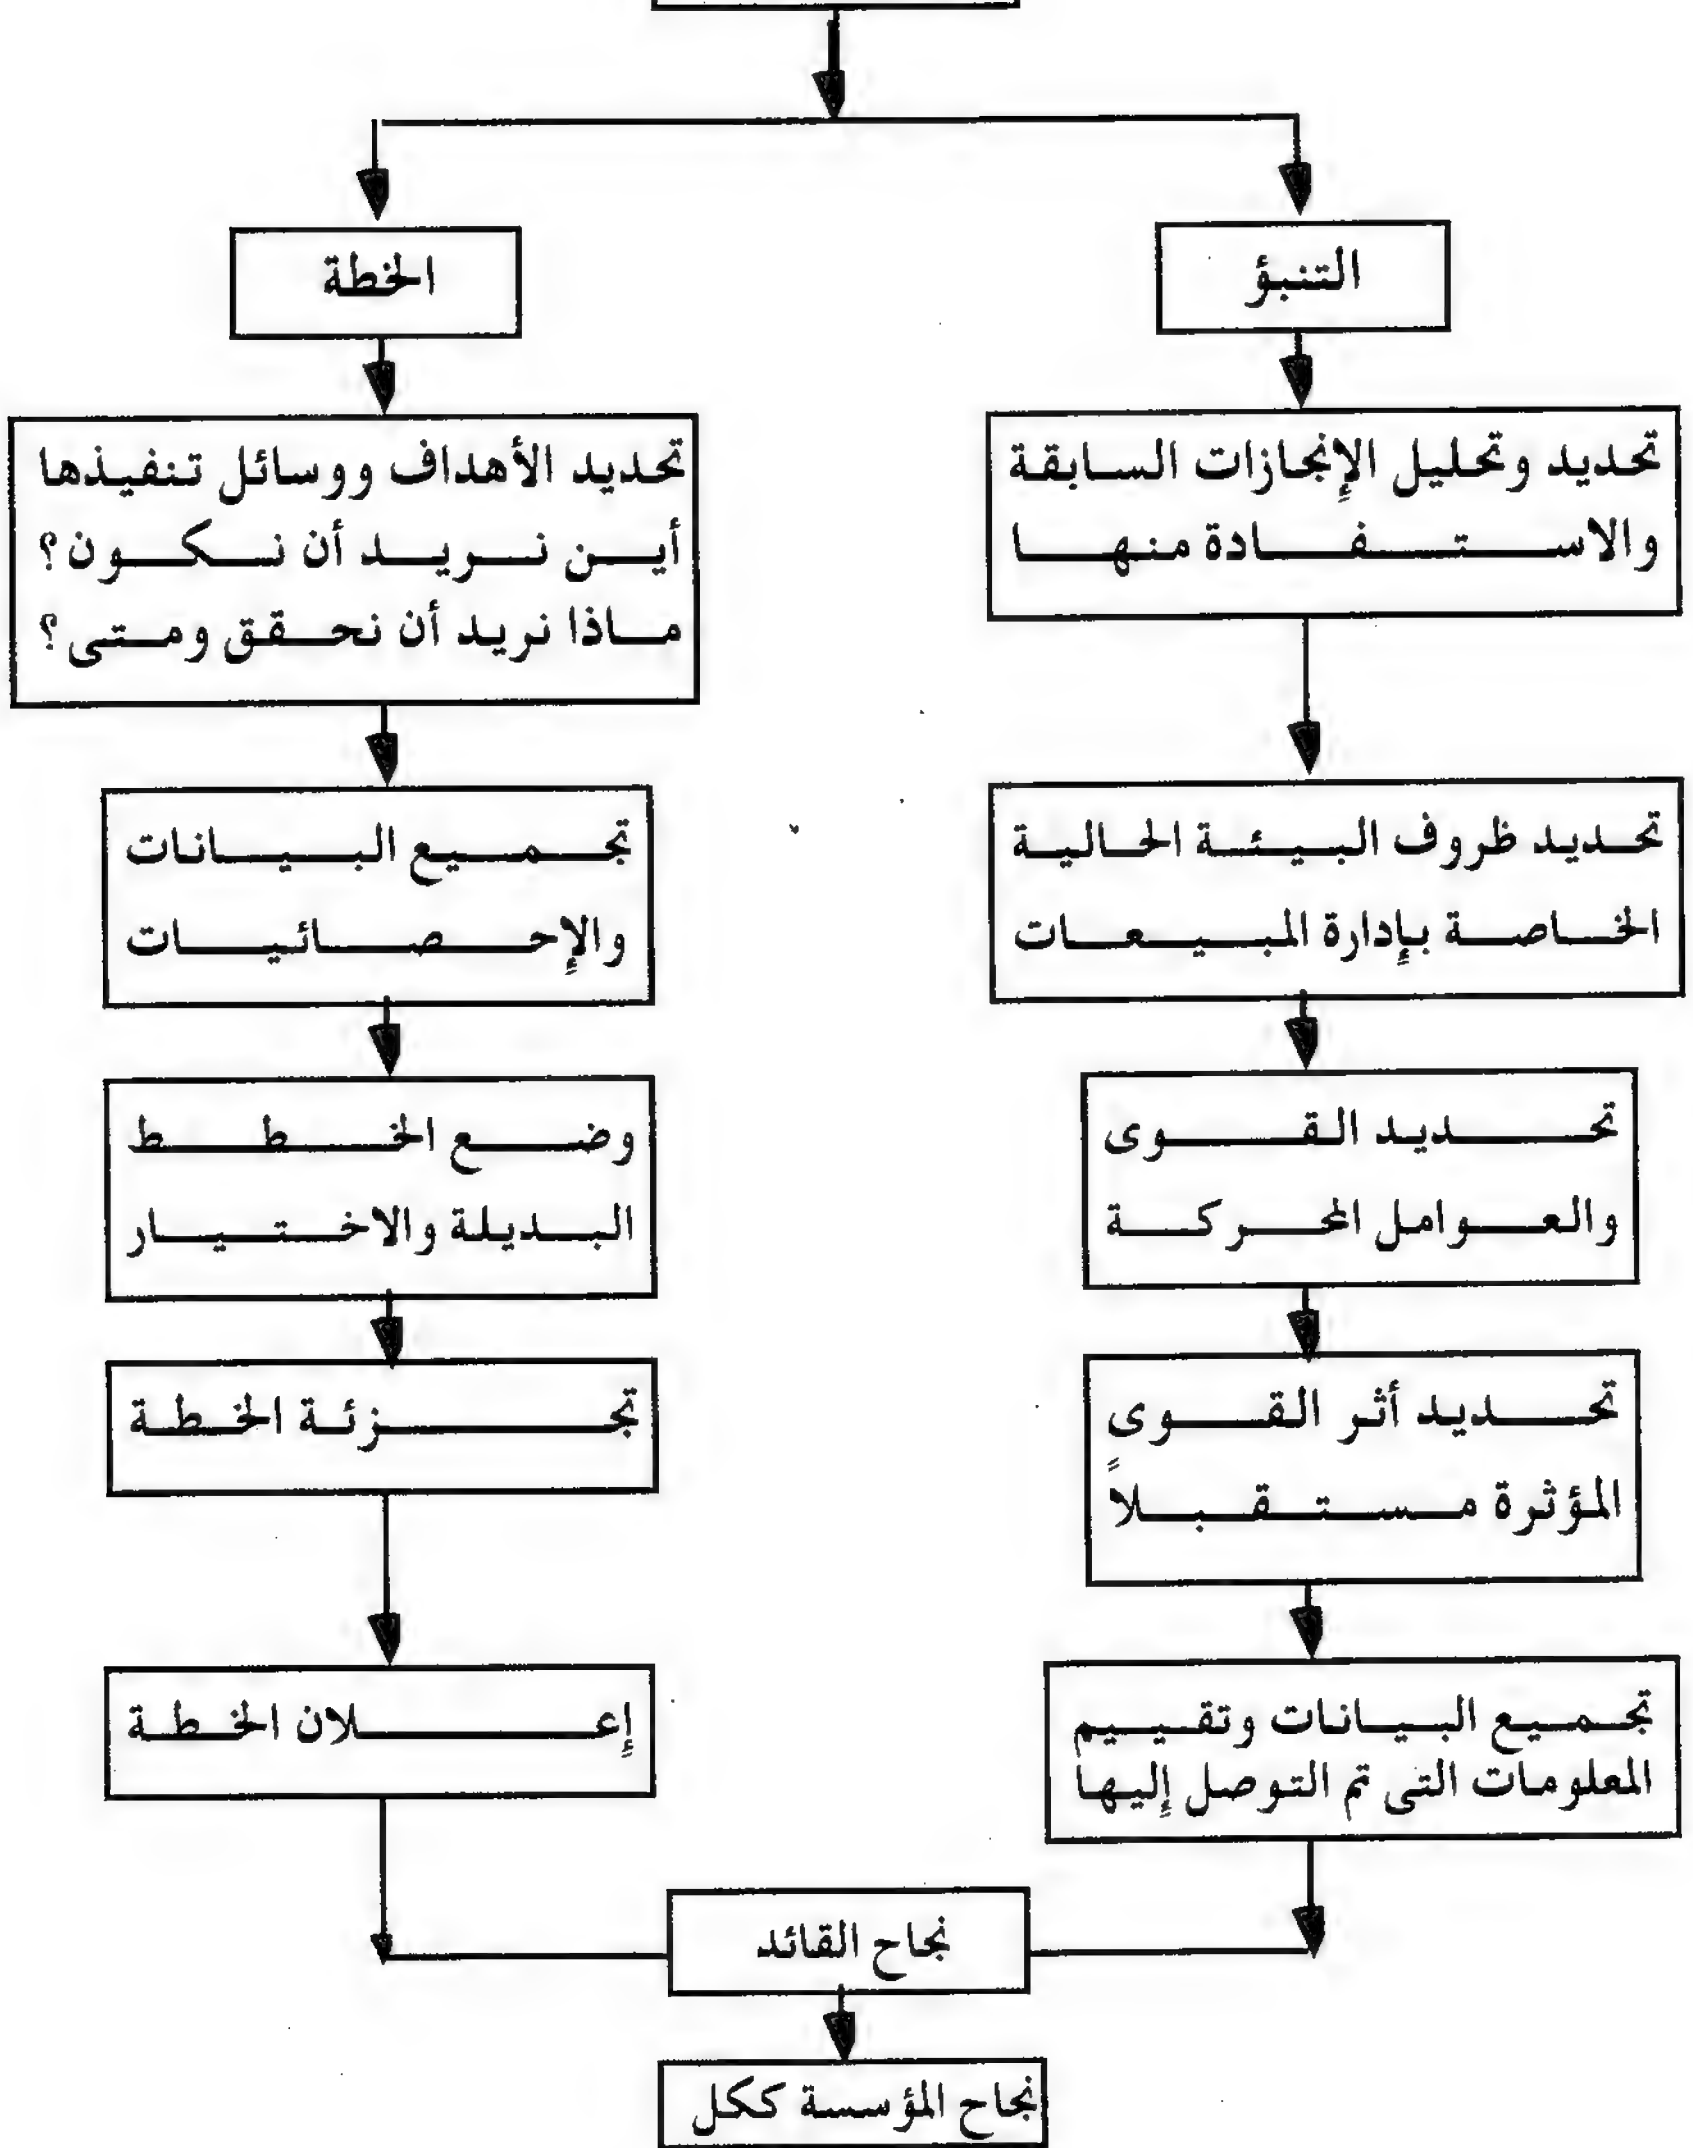 التنبؤ
تحديد وتحليل الإنجازات السابقة
والاستفادة منها
تحديد ظروف البيئة الحالية
الخاصة بإدارة المبيعات
تحديد القوى
والعوامل المحركة
تحديد أثر القوى
المؤثرة مستقبلاً
تجميع البيانات وتقييم
المعلومات التى تم التوصل إليها
الخطة
تحديد الأهداف ووسائل تنفيذها
أين نريد أن نكون؟
ماذا نريد أن نحقق ومتى؟
تجميع البيانات
والإحصائيات
وضع الخطط
البديلة والاختيار
تجزئة الخطة
إعلان الخطة
نجاح القائد
نجاح المؤسسة ككل